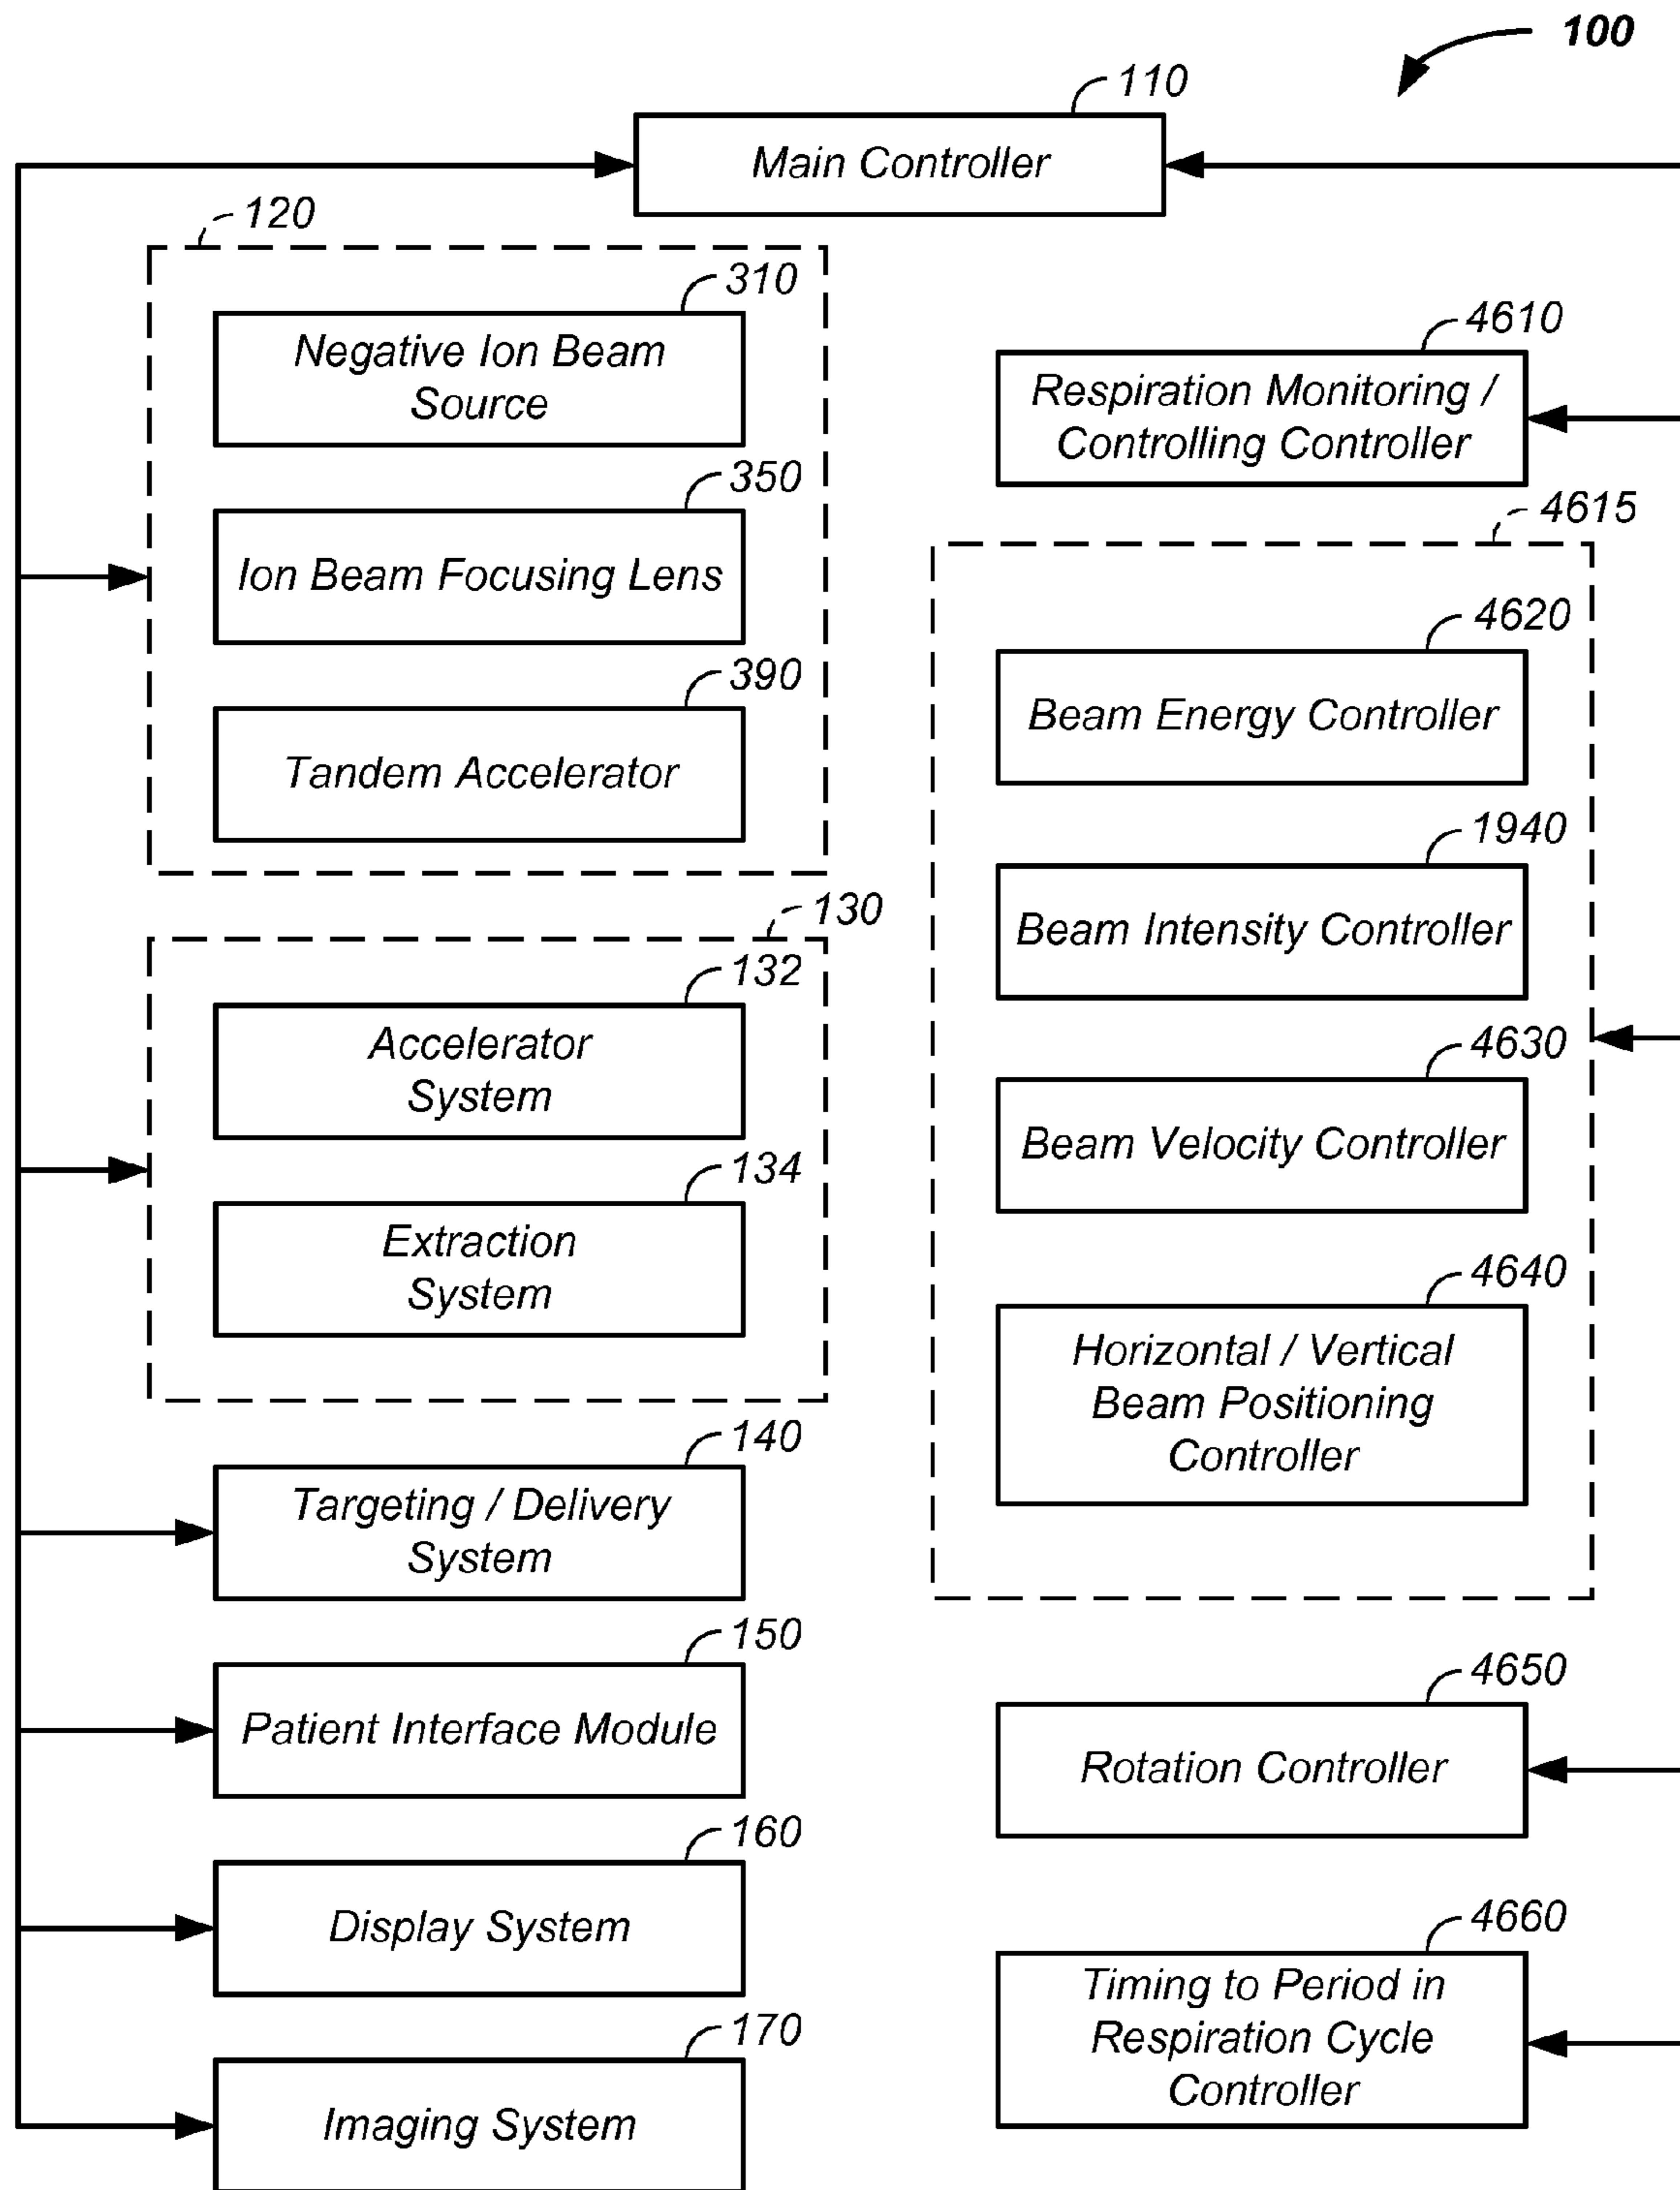 100
110
Main Controller
120
310
Negative Ion Beam
Source
350
Ion Beam Focusing Lens
390
Tandem Accelerator
130
132
Accelerator
System
134
Extraction
System
140
Targeting / Delivery
System
150
Patient Interface Module
160
Display System
170
Imaging System
4610
Respiration Monitoring /
Controlling Controller
4615
4620
Beam Energy Controller
1940
Beam Intensity Controller
4630
Beam Velocity Controller
4640
Horizontal / Vertical
Beam Positioning
Controller
4650
Rotation Controller
4660
Timing to Period in
Respiration Cycle
Controller